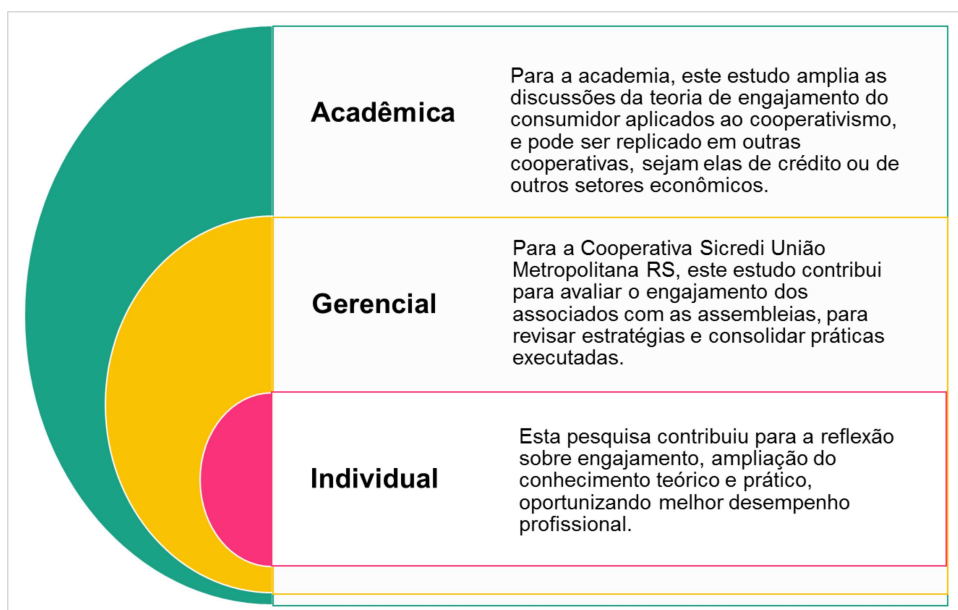 Acadêmica
Para a academia, este estudo amplia as
discussões da teoria de engajamento do
consumidor aplicados ao cooperativismo,
e pode ser replicado em outras
cooperativas, sejam elas de crédito ou de
outros setores econômicos.
Gerencial
Para a Cooperativa Sicredi União
Metropolitana RS, este estudo contribui
para avaliar o engajamento dos
associados com as assembleias, para
revisar estratégias e consolidar práticas
executadas.
Individual
Esta pesquisa contribuiu para a reflexão
sobre engajamento, ampliação do
conhecimento teórico e prático,
oportunizando melhor desempenho
profissional.